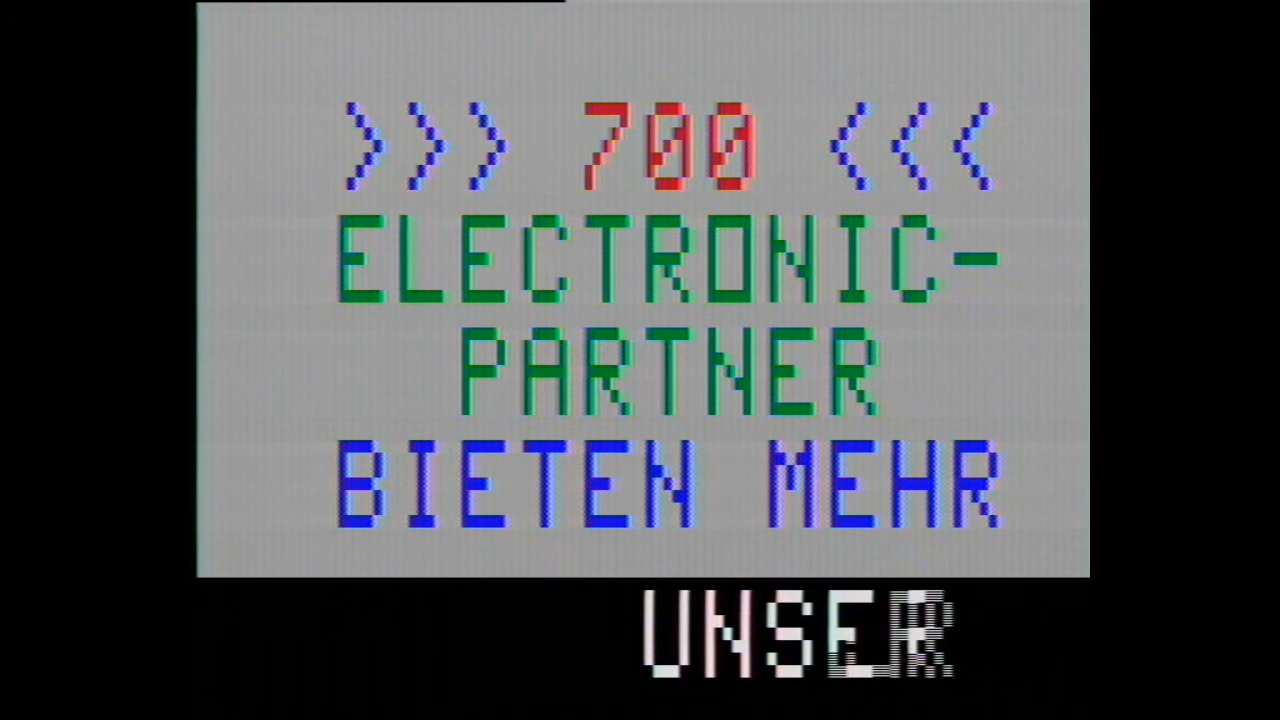 >>> 700 <<<
ELECTRONIC-
PARTNER
BIETEN MEHR
UNSER